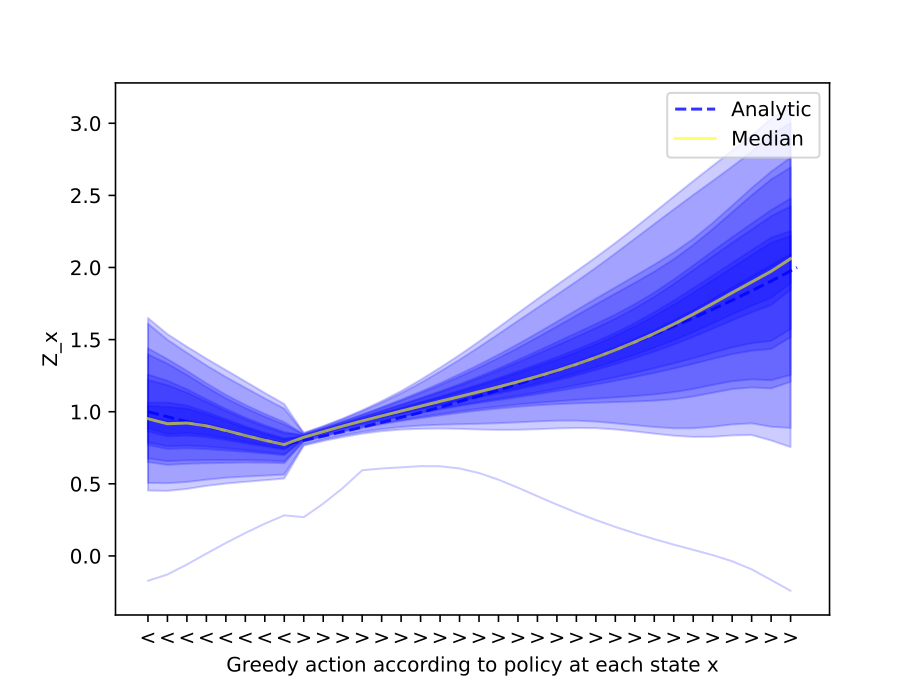 Analytic
Median
3.0
2.5
2.0
1.5
1.0
0.5
0.0
Z_x
< < < < < < < < > > > > > > > > > > > > > > > > > > > > > > > > > >
Greedy action according to policy at each state x